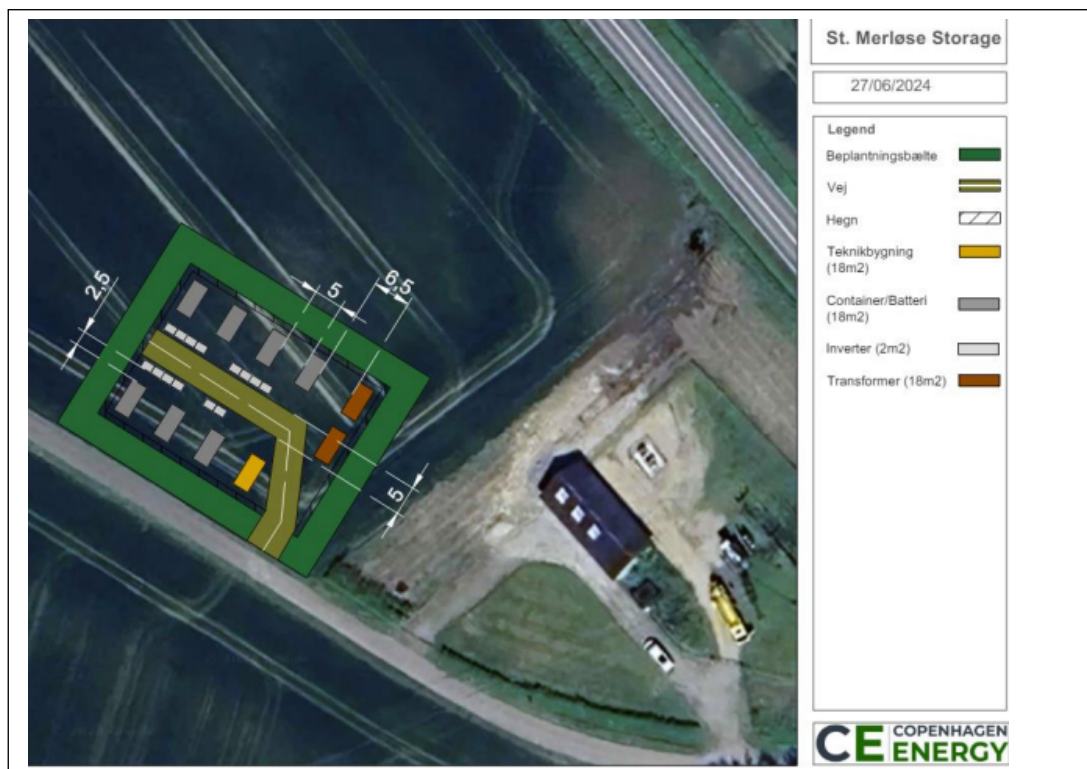 St. Merløse Storage
27/06/2024
Legend
Beplantningsbælte
Vej
Hegn
Teknikbygning
(18m2)
Container/Batteri
(18m2)
Inverter (2m2)
Transformer (18m2)
2,5
5
6,5
5
CE COPENHAGEN
ENERGY